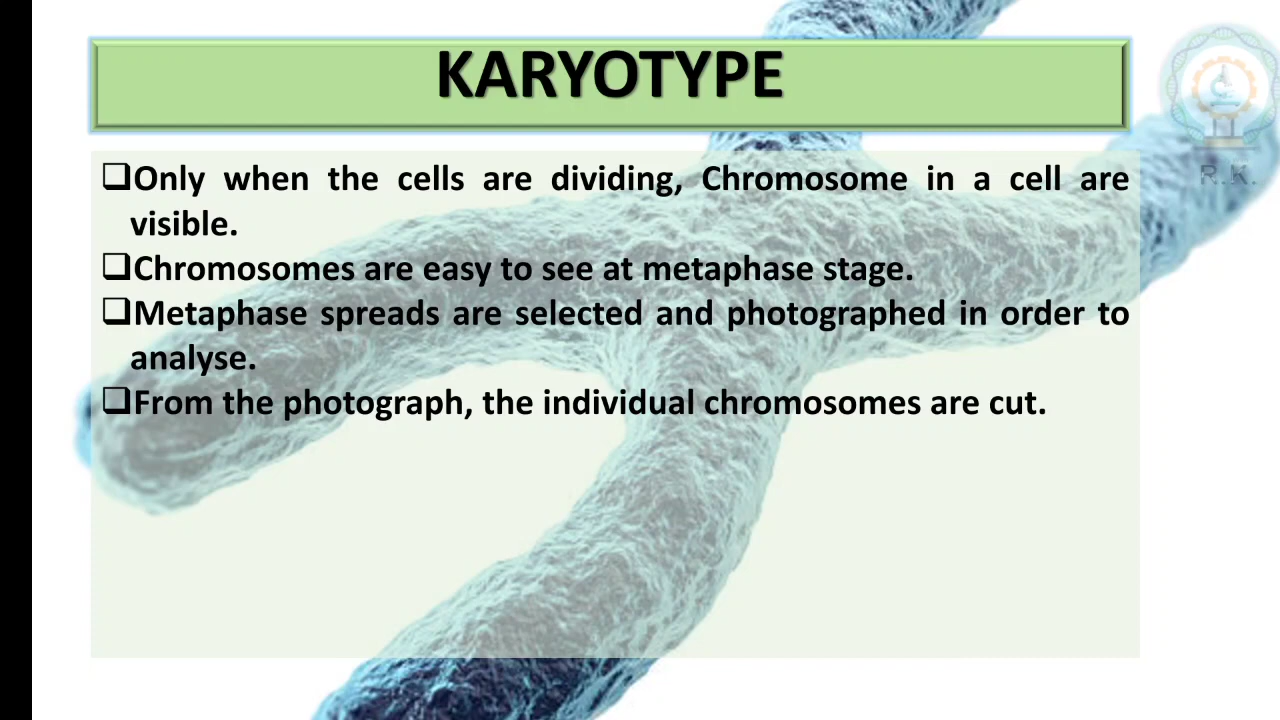 KARYOTYPE
R.K.
❑Only when the cells are dividing, Chromosome in a cell are
visible.
❑Chromosomes are easy to see at metaphase stage.
❑Metaphase spreads are selected and photographed in order to
analyse.
❑From the photograph, the individual chromosomes are cut.